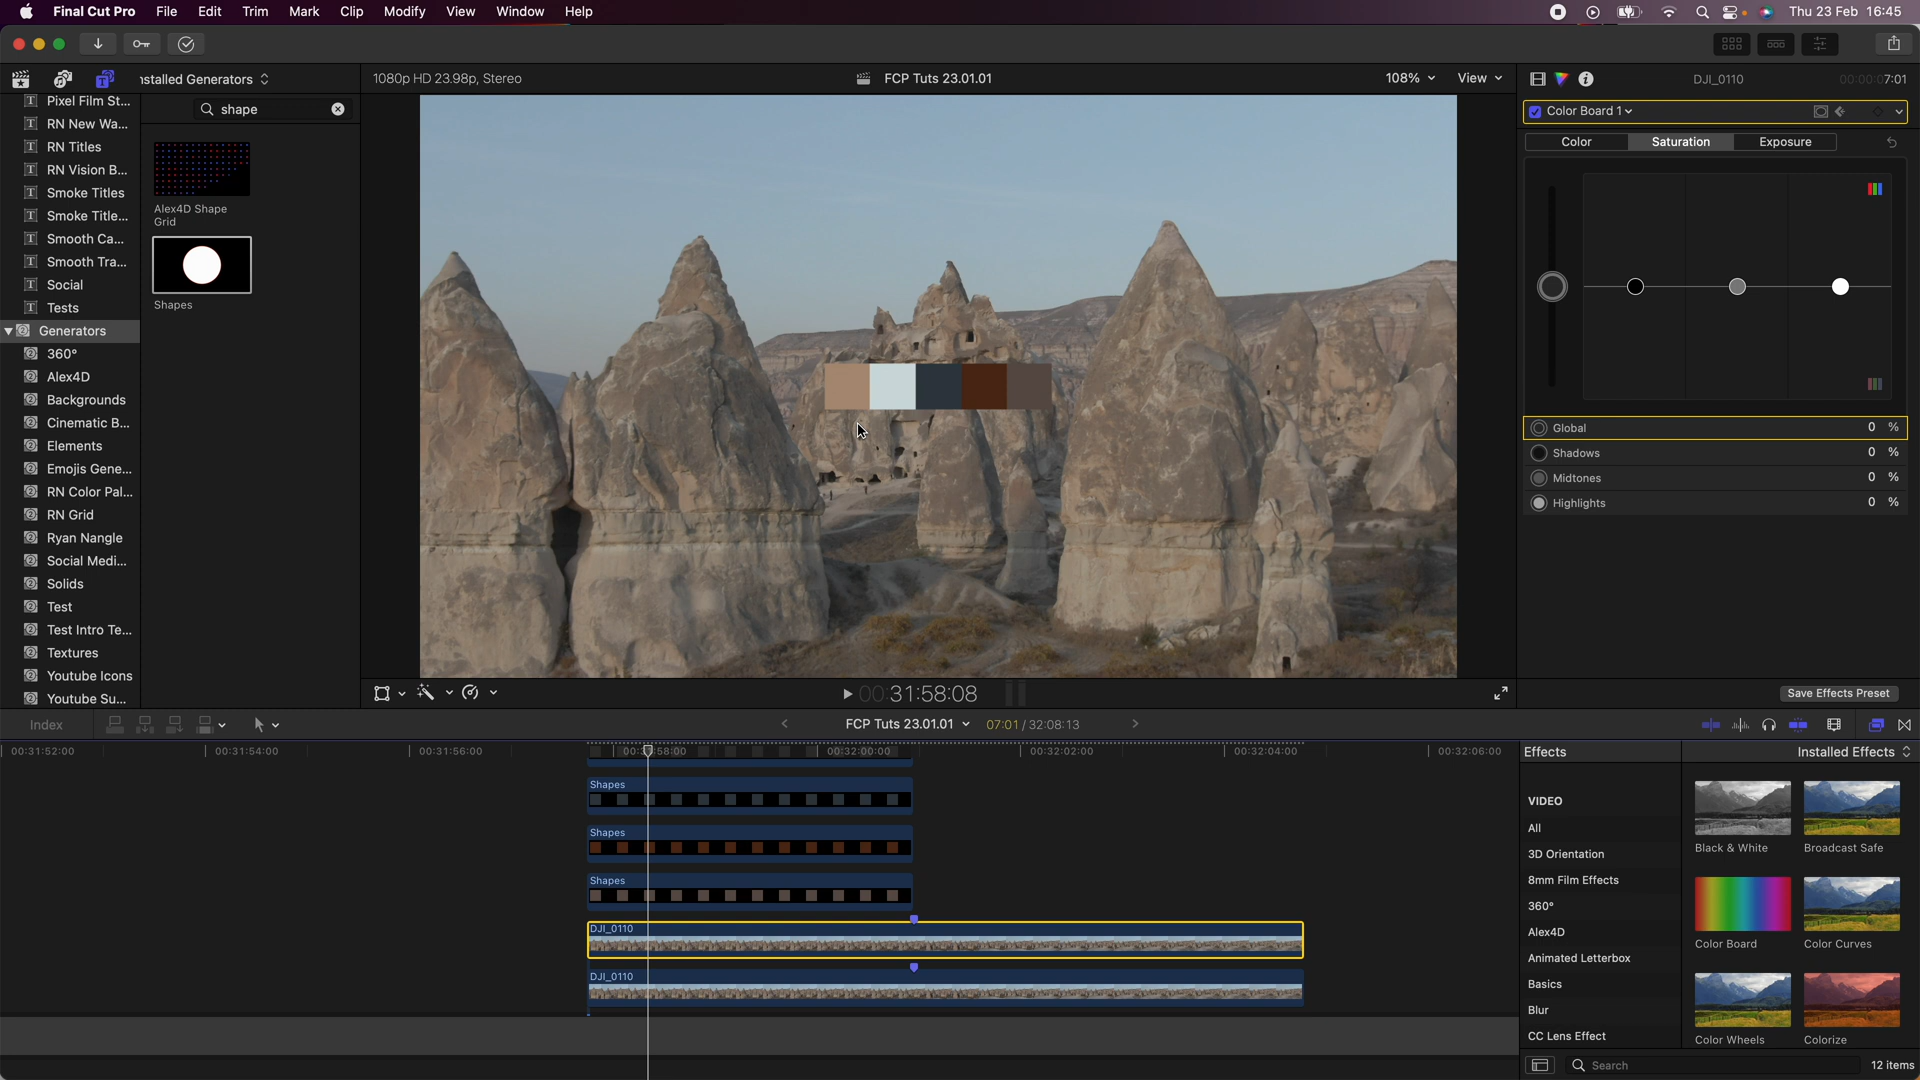 Final Cut Pro File Edit Trim Mark Clip Modify View Window Help Thu 23 Feb 16:45
nstalled Generators 1080p HD 23.98p, Stereo FCP Tuts 23.01.01 108% View DJI_0110 00:00:07:01
shape
Color Board 1
Color Saturation Exposure
Pixel Film St...
RN New Wa...
RN Titles
RN Vision B...
Smoke Titles
Smoke Title...
Smooth Ca...
Smooth Tra...
Social
Tests
Generators
360°
Alex4D
Backgrounds
Cinematic B...
Elements
Emojis Gene...
RN Color Pal...
RN Grid
Ryan Nangle
Social Medi...
Solids
Test
Test Intro Te...
Textures
Youtube Icons
Youtube Su...
Alex4D Shape
Grid
Shapes
Global 0 %
Shadows 0 %
Midtones 0 %
Highlights 0 %
00:31:58:08
Save Effects Preset
Index FCP Tuts 23.01.01 07:01 / 32:08:13
00:31:52:00 00:31:54:00 00:31:56:00 00:31:58:00 00:32:00:00 00:32:02:00 00:32:04:00 00:32:06:00
Shapes
Shapes
Shapes
DJI_0110
DJI_0110
Effects Installed Effects
VIDEO
All
3D Orientation
8mm Film Effects
360°
Alex4D
Animated Letterbox
Basics
Blur
CC Lens Effect
Black & White Broadcast Safe
Color Board Color Curves
Color Wheels Colorize
Search 12 items